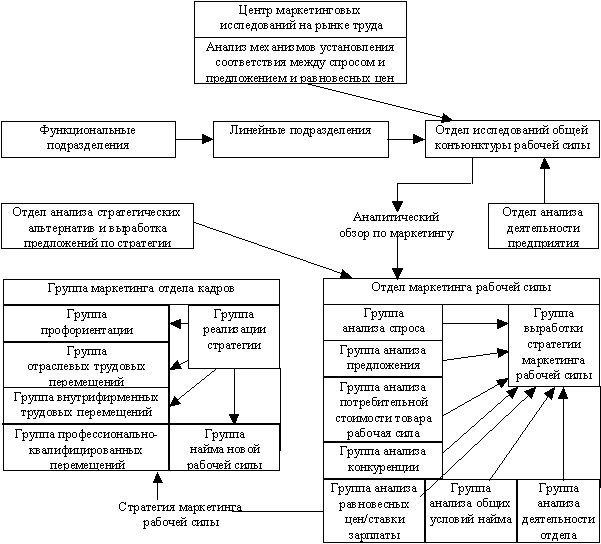 Центр маркетинговых
исследований на рынке труда
Анализ механизмов установления
соответствия между спросом и
предложением и равновесных цен
Функциональные
подразделения
Линейные подразделения
Отдел исследований общей
конъюнктуры рабочей силы
Отдел анализа стратегических
альтернатив и выработка
предложений по стратегии
Аналитический
обзор по маркетингу
Отдел анализа
деятельности
предприятия
Группа маркетинга отдела кадров
Группа
профориентации
Группа
реализации
стратегии
Группа
отраслевых трудовых
перемещений
Группа внутрифирменных
трудовых перемещений
Группа профессионально-
квалифицированных
перемещений
Группа
найма новой
рабочей силы
Стратегия маркетинга
рабочей силы
Отдел маркетинга рабочей силы
Группа
анализа спроса
Группа анализа
предложения
Группа анализа
потребительной
стоимости товара
рабочая сила
Группа анализа
конкуренции
Группа
выработки
стратегии
маркетинга
рабочей силы
Группа анализа
равновесных
цен/ставки
зарплаты
Группа
анализа общих
условий найма
Группа
анализа
деятельности
отдела